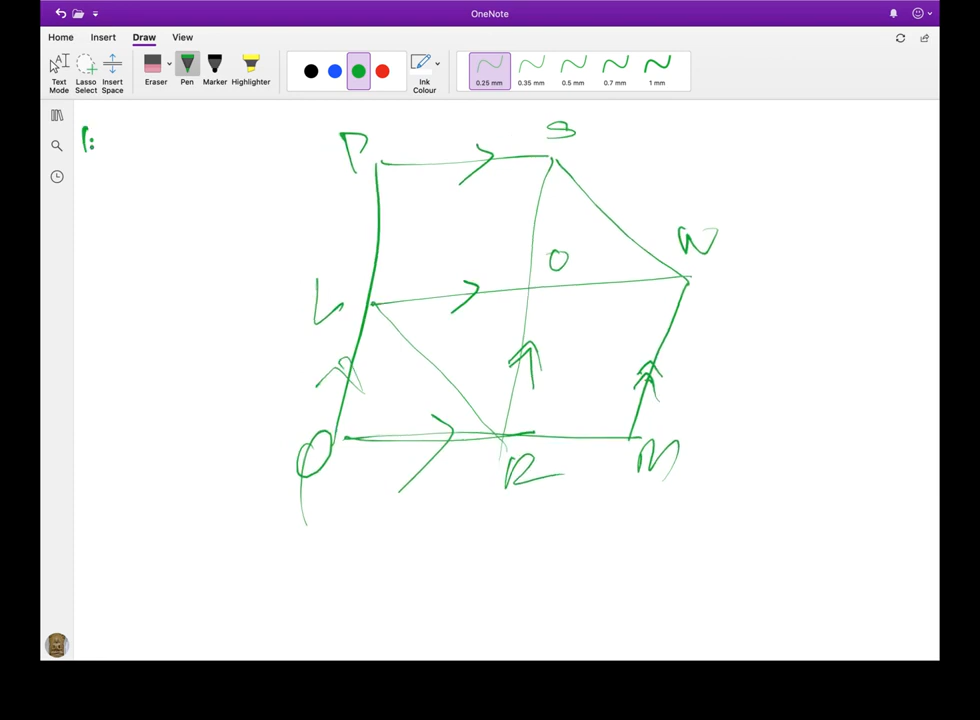 OneNote
Home Insert Draw View
Text Mode
Lasso Select
Insert Space
Eraser
Pen
Marker
Highlighter
Ink Colour
0.25 mm
0.35 mm
0.5 mm
0.7 mm
1 mm
1:
P
S
N
O
L
Q
R
M